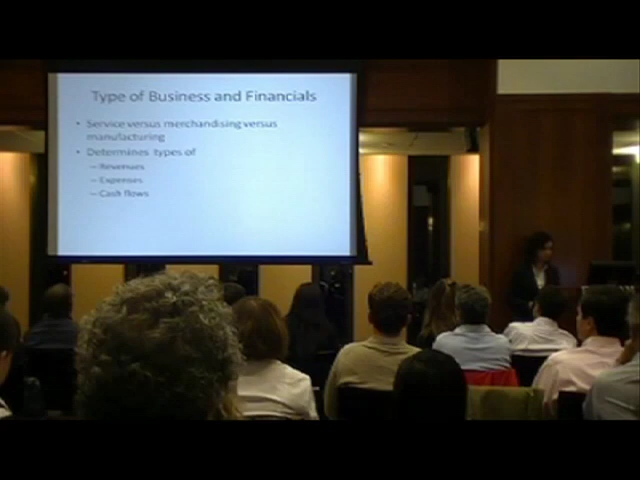 Type of Business and Financials
• Service versus merchandising versus
manufacturing
• Determines types of
– Revenues
– Expenses
– Cash flows